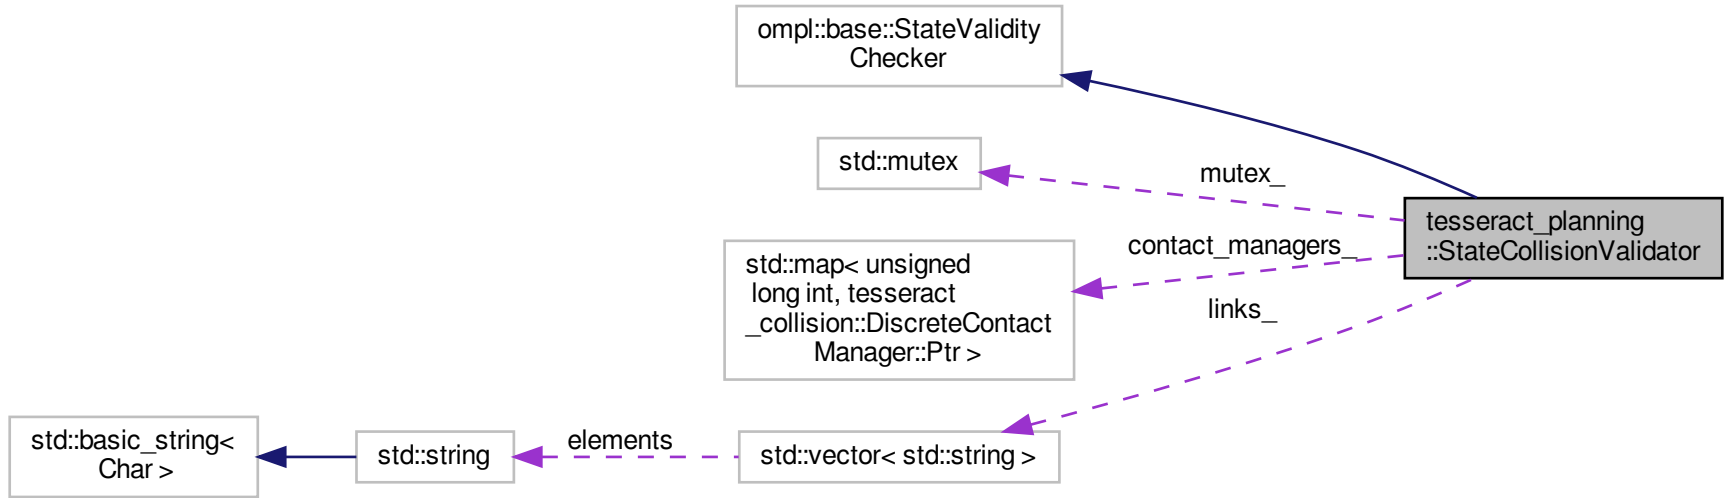 ompl::base::StateValidity
Checker
std::mutex
mutex_
tesseract_planning
::StateCollisionValidator
contact_managers_
std::map< unsigned
long int, tesseract
_collision::DiscreteContact
Manager::Ptr >
links_
std::basic_string<
Char >
std::string
elements
std::vector< std::string >